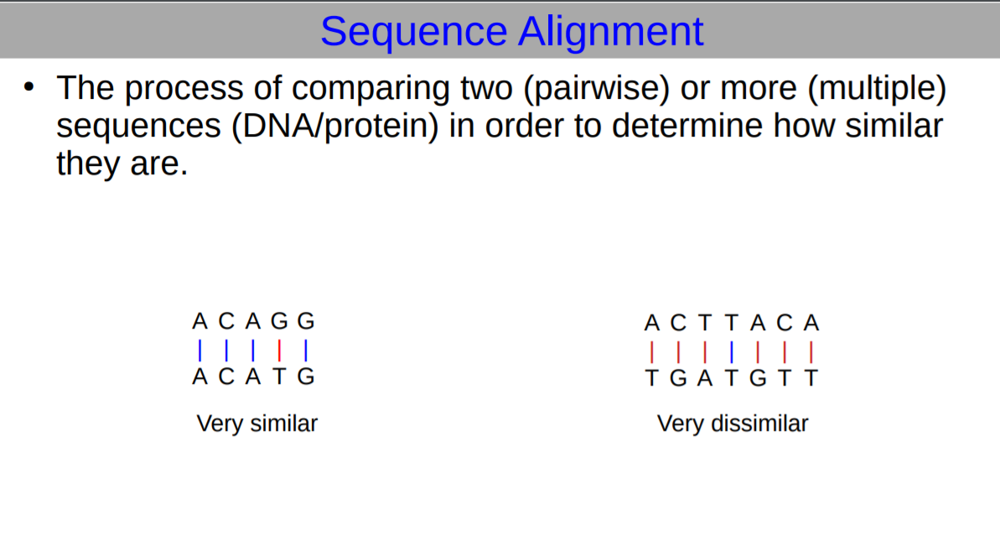 Sequence Alignment
• The process of comparing two (pairwise) or more (multiple)
sequences (DNA/protein) in order to determine how similar
they are.
A C A G G
| | | | |
A C A T G
Very similar
A C T T A C A
| | | | | | |
T G A T G T T
Very dissimilar